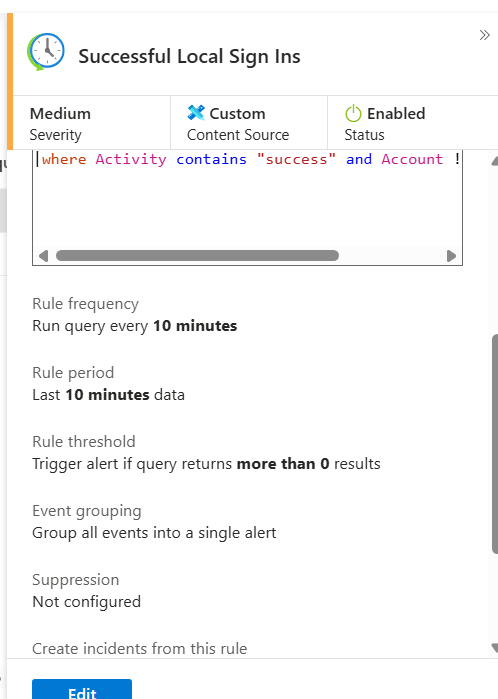 »
Successful Local Sign Ins
Medium
Severity
Custom
Content Source
Enabled
Status
|where Activity contains "success" and Account !
Rule frequency
Run query every 10 minutes
Rule period
Last 10 minutes data
Rule threshold
Trigger alert if query returns more than 0 results
Event grouping
Group all events into a single alert
Suppression
Not configured
Create incidents from this rule
Edit